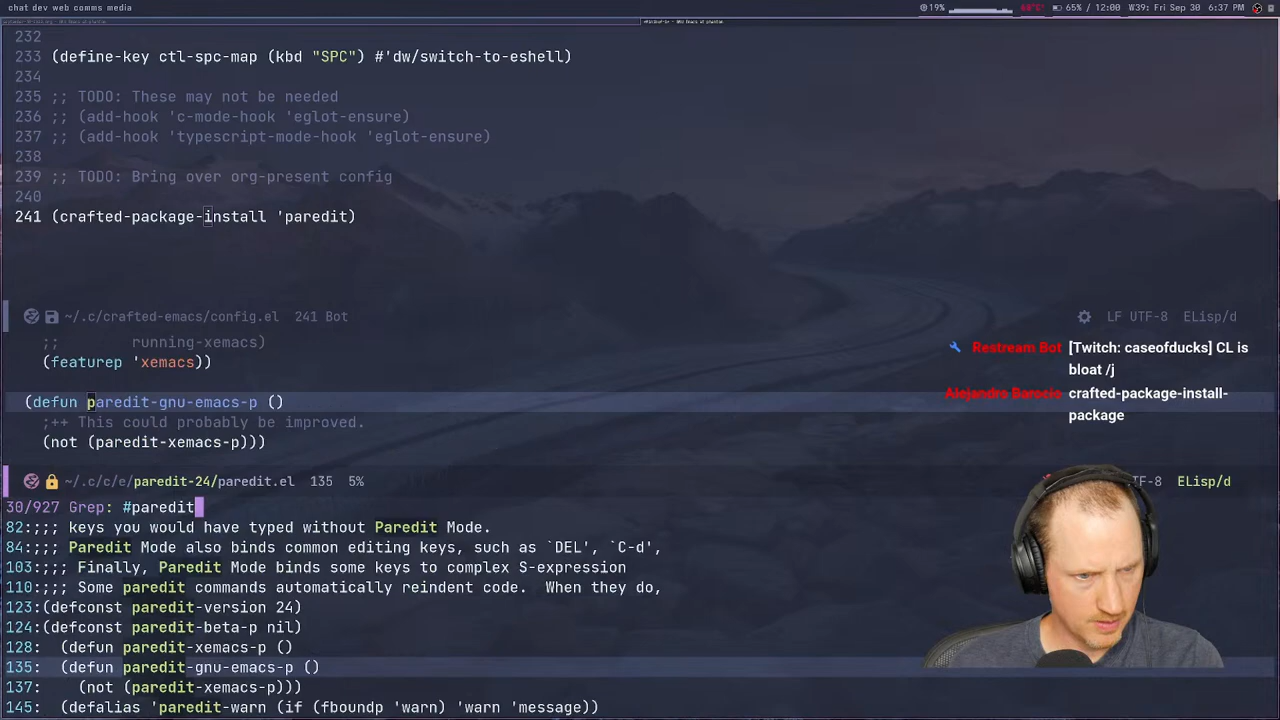 chat dev web comms media
19%
68°C
65% / 12:00
W39: Fri Sep 30
6:37 PM
232
233 (define-key ctl-spc-map (kbd "SPC") #'dw/switch-to-eshell)
234
235 ;; TODO: These may not be needed
236 ;; (add-hook 'c-mode-hook 'eglot-ensure)
237 ;; (add-hook 'typescript-mode-hook 'eglot-ensure)
238
239 ;; TODO: Bring over org-present config
240
241 (crafted-package-install 'paredit)
~/.c/crafted-emacs/config.el 241 Bot
LF UTF-8 ELisp/d
;; running-xemacs)
(featurep 'xemacs))
(defun paredit-gnu-emacs-p ()
;++ This could probably be improved.
(not (paredit-xemacs-p)))
Restream Bot [Twitch: caseofducks] CL is
bloat /j
Alejandro Barocio crafted-package-install-
package
~/.c/c/e/paredit-24/paredit.el 135 5%
TF-8 ELisp/d
30/927 Grep: #paredit
82:;;; keys you would have typed without Paredit Mode.
84:;;; Paredit Mode also binds common editing keys, such as `DEL', `C-d',
103:;;; Finally, Paredit Mode binds some keys to complex S-expression
110:;;; Some paredit commands automatically reindent code.  When they do,
123:(defconst paredit-version 24)
124:(defconst paredit-beta-p nil)
128:  (defun paredit-xemacs-p ()
135:  (defun paredit-gnu-emacs-p ()
137:    (not (paredit-xemacs-p)))
145:  (defalias 'paredit-warn (if (fboundp 'warn) 'warn 'message))